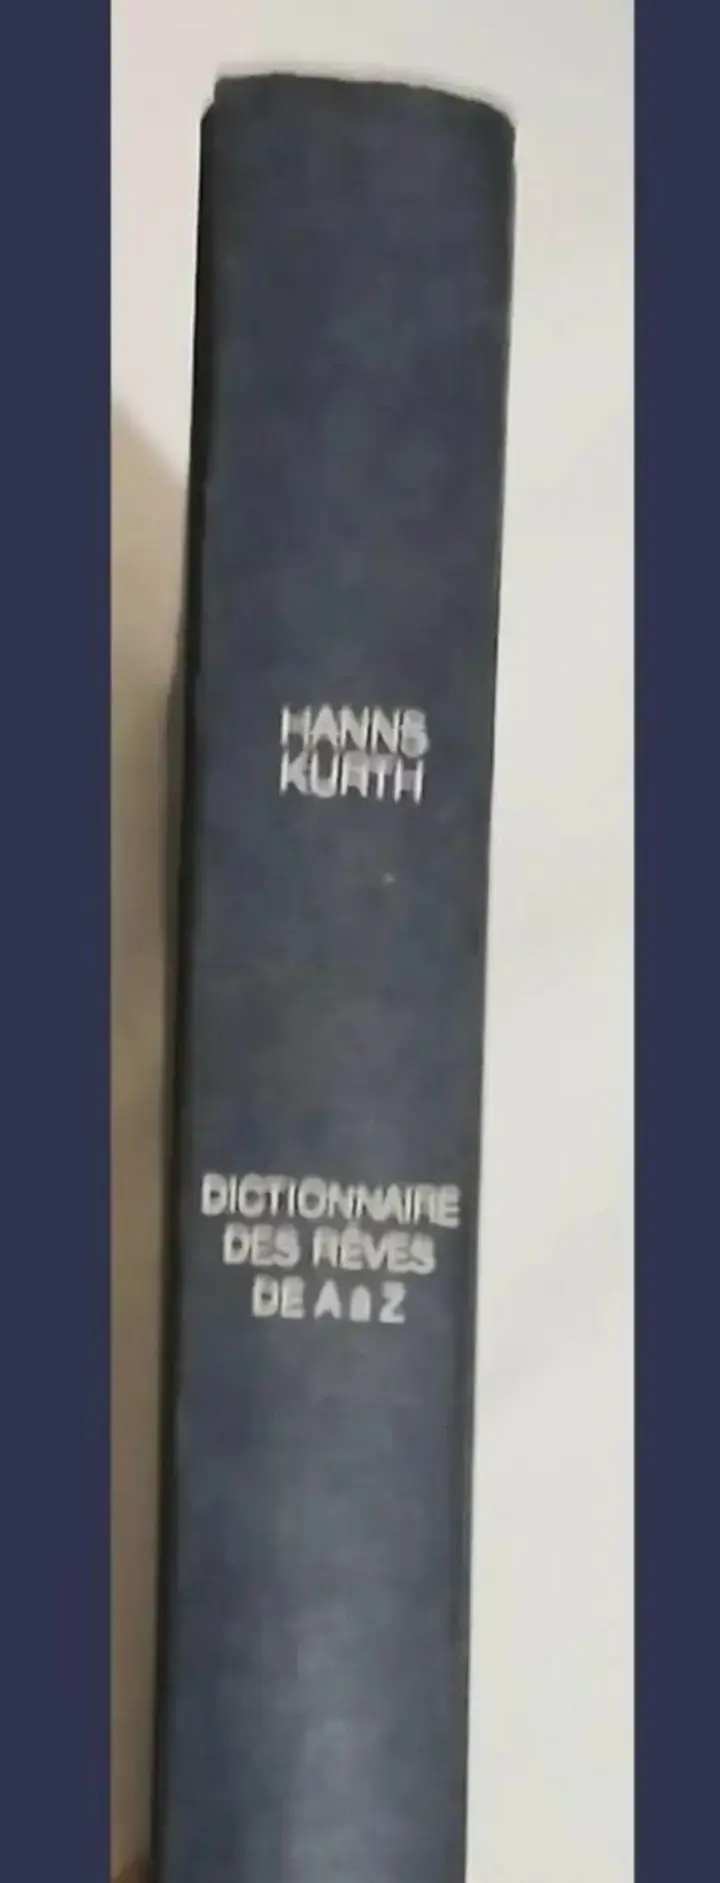 HANNS
KURTH
DICTIONNAIRE
DES RÊVES
DE A à Z